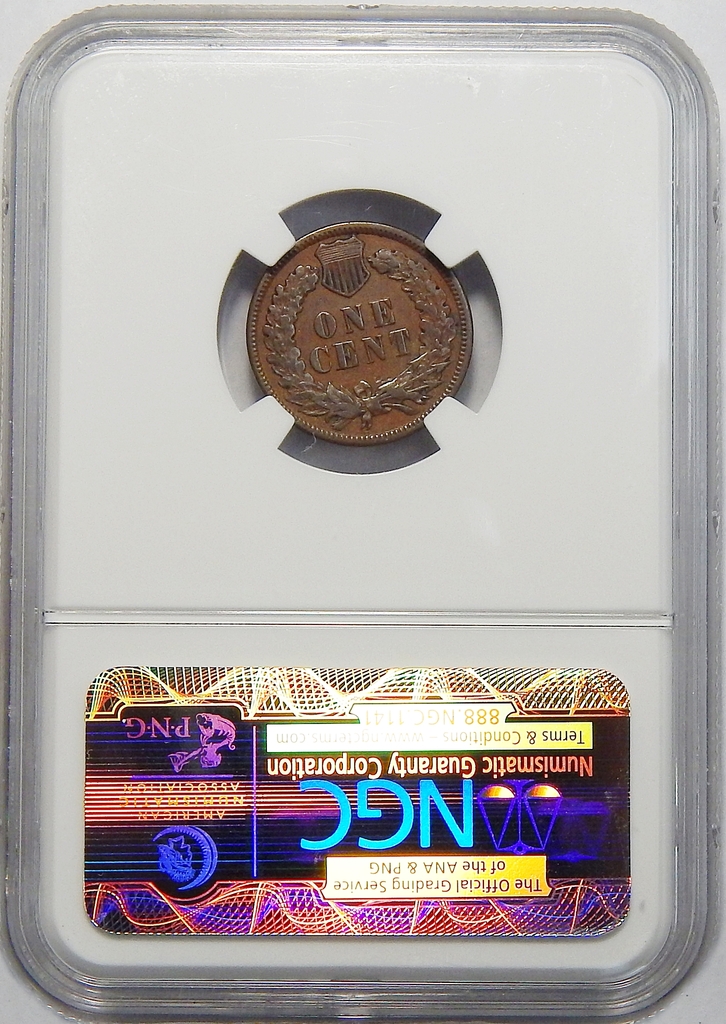 ONE
CENT
The Official Grading Service
of the ANA & PNG
NGC
Numismatic Guaranty Corporation
Terms & Conditions – www.ngcterms.com
888.NGC.1141
AMERICAN
NUMISMATIC
ASSOCIATION
P·N·G·